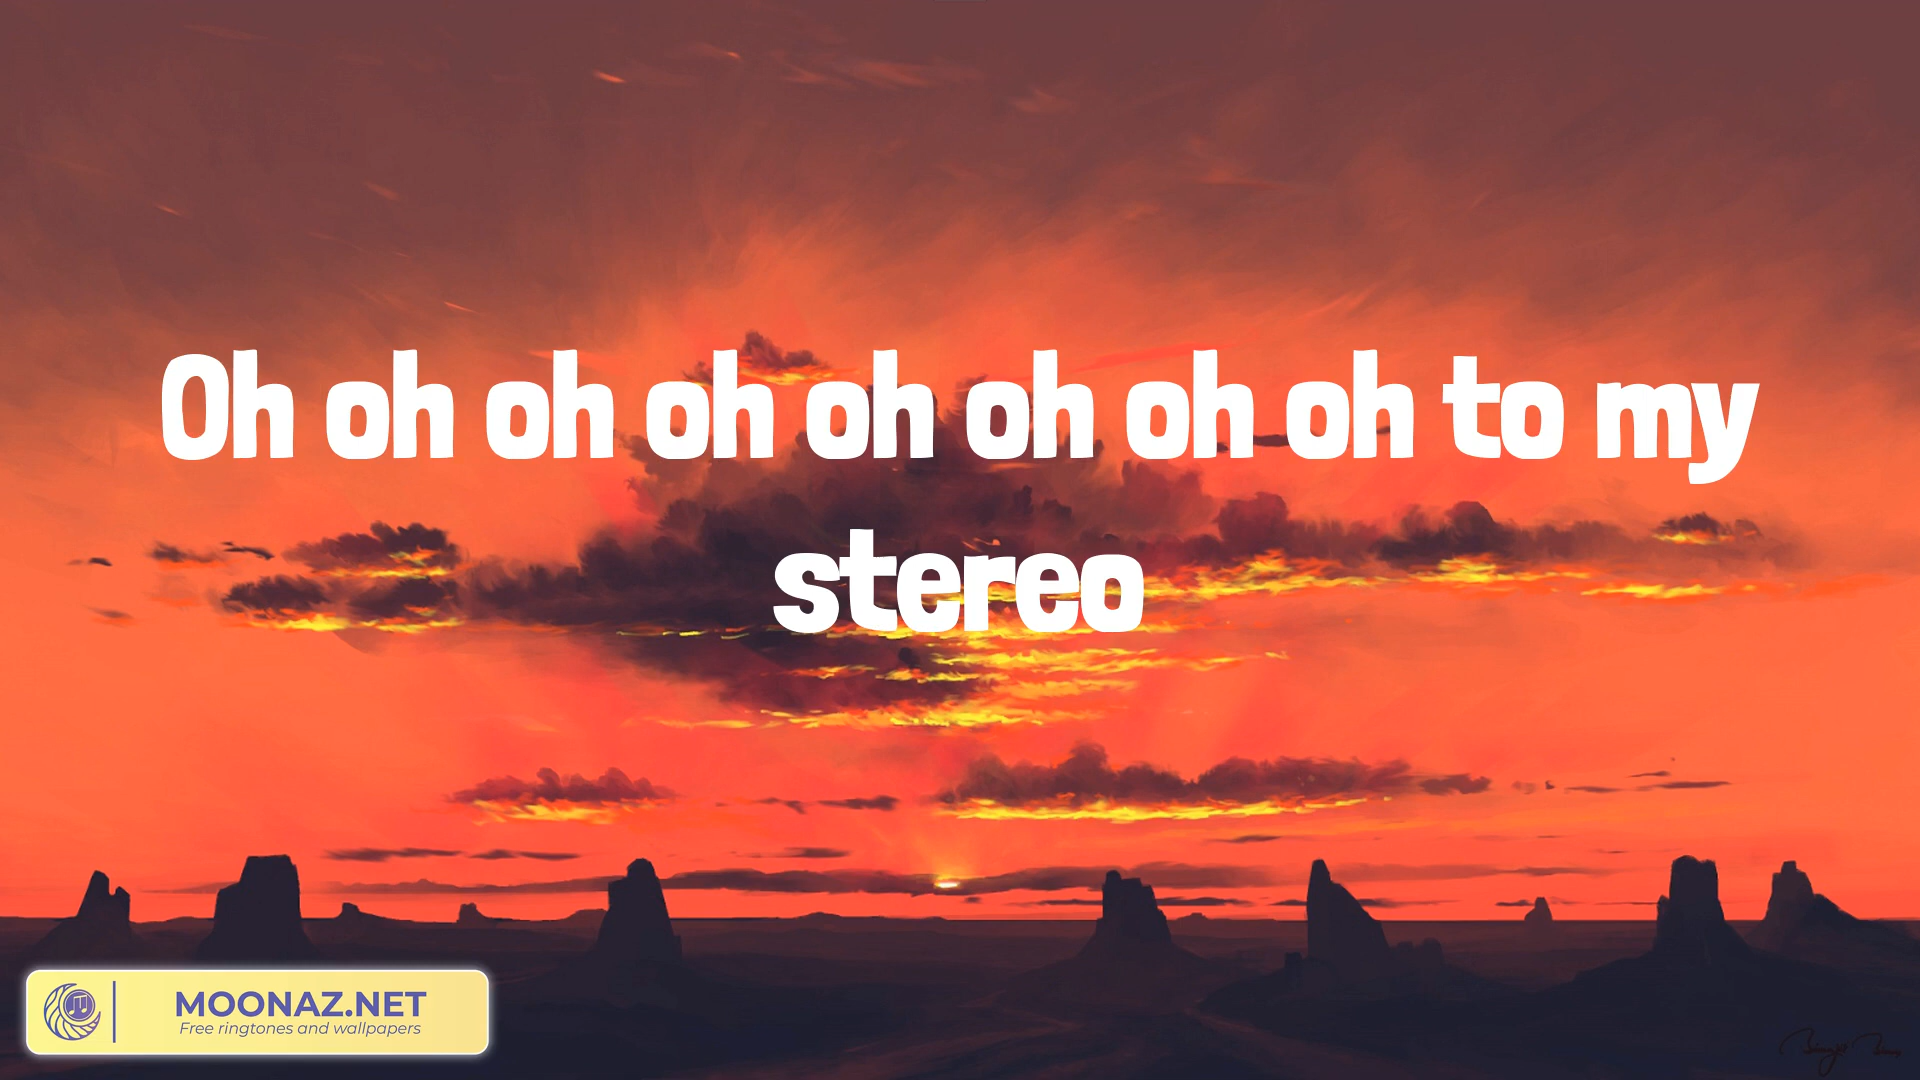 Oh oh oh oh oh oh oh oh to my
stereo
MOONAZ.NET
Free ringtones and wallpapers